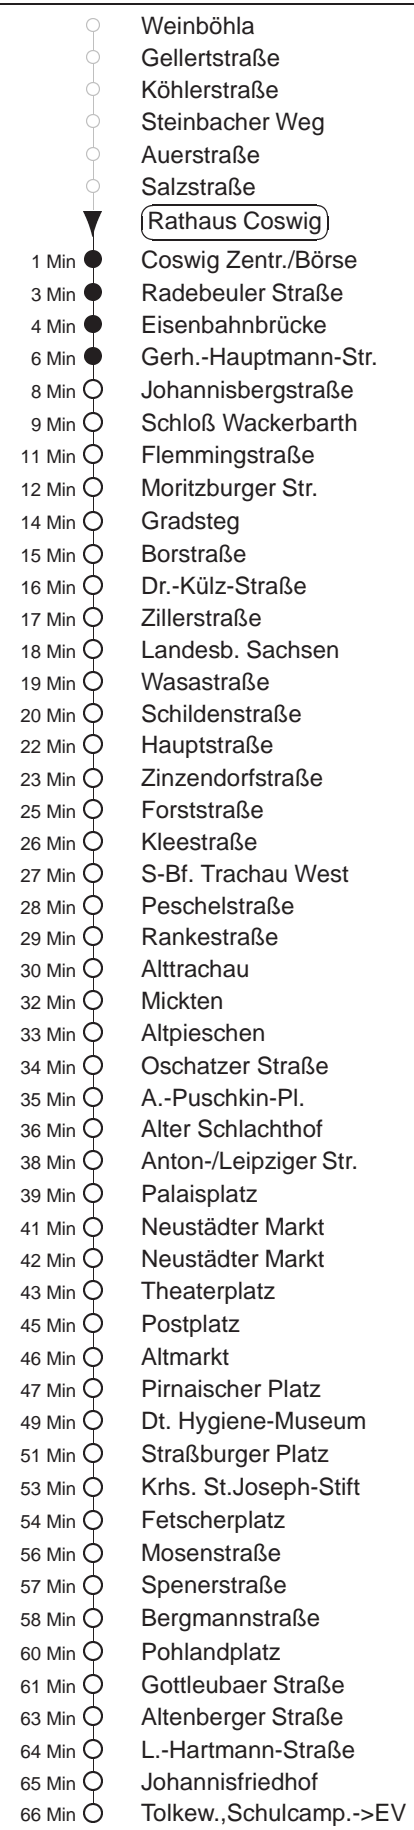 Weinböhla
Gellertstraße
Köhlerstraße
Steinbacher Weg
Auerstraße
Salzstraße
Rathaus Coswig
1 Min Coswig Zentr./Börse
3 Min Radebeuler Straße
4 Min Eisenbahnbrücke
6 Min Gerh.-Hauptmann-Str.
8 Min Johannisbergstraße
9 Min Schloß Wackerbarth
11 Min Flemmingstraße
12 Min Moritzburger Str.
14 Min Gradsteg
15 Min Borstraße
16 Min Dr.-Külz-Straße
17 Min Zillerstraße
18 Min Landesb. Sachsen
19 Min Wasastraße
20 Min Schildenstraße
22 Min Hauptstraße
23 Min Zinzendorfstraße
25 Min Forststraße
26 Min Kleestraße
27 Min S-Bf. Trachau West
28 Min Peschelstraße
29 Min Rankestraße
30 Min Alttrachau
32 Min Mickten
33 Min Altpieschen
34 Min Oschatzer Straße
35 Min A.-Puschkin-Pl.
36 Min Alter Schlachthof
38 Min Anton-/Leipziger Str.
39 Min Palaisplatz
41 Min Neustädter Markt
42 Min Neustädter Markt
43 Min Theaterplatz
45 Min Postplatz
46 Min Altmarkt
47 Min Pirnaischer Platz
49 Min Dt. Hygiene-Museum
51 Min Straßburger Platz
53 Min Krhs. St.Joseph-Stift
54 Min Fetscherplatz
56 Min Mosenstraße
57 Min Spenerstraße
58 Min Bergmannstraße
60 Min Pohlandplatz
61 Min Gottleubaer Straße
63 Min Altenberger Straße
64 Min L.-Hartmann-Straße
65 Min Johannisfriedhof
66 Min Tolkew.,Schulcamp.->EV